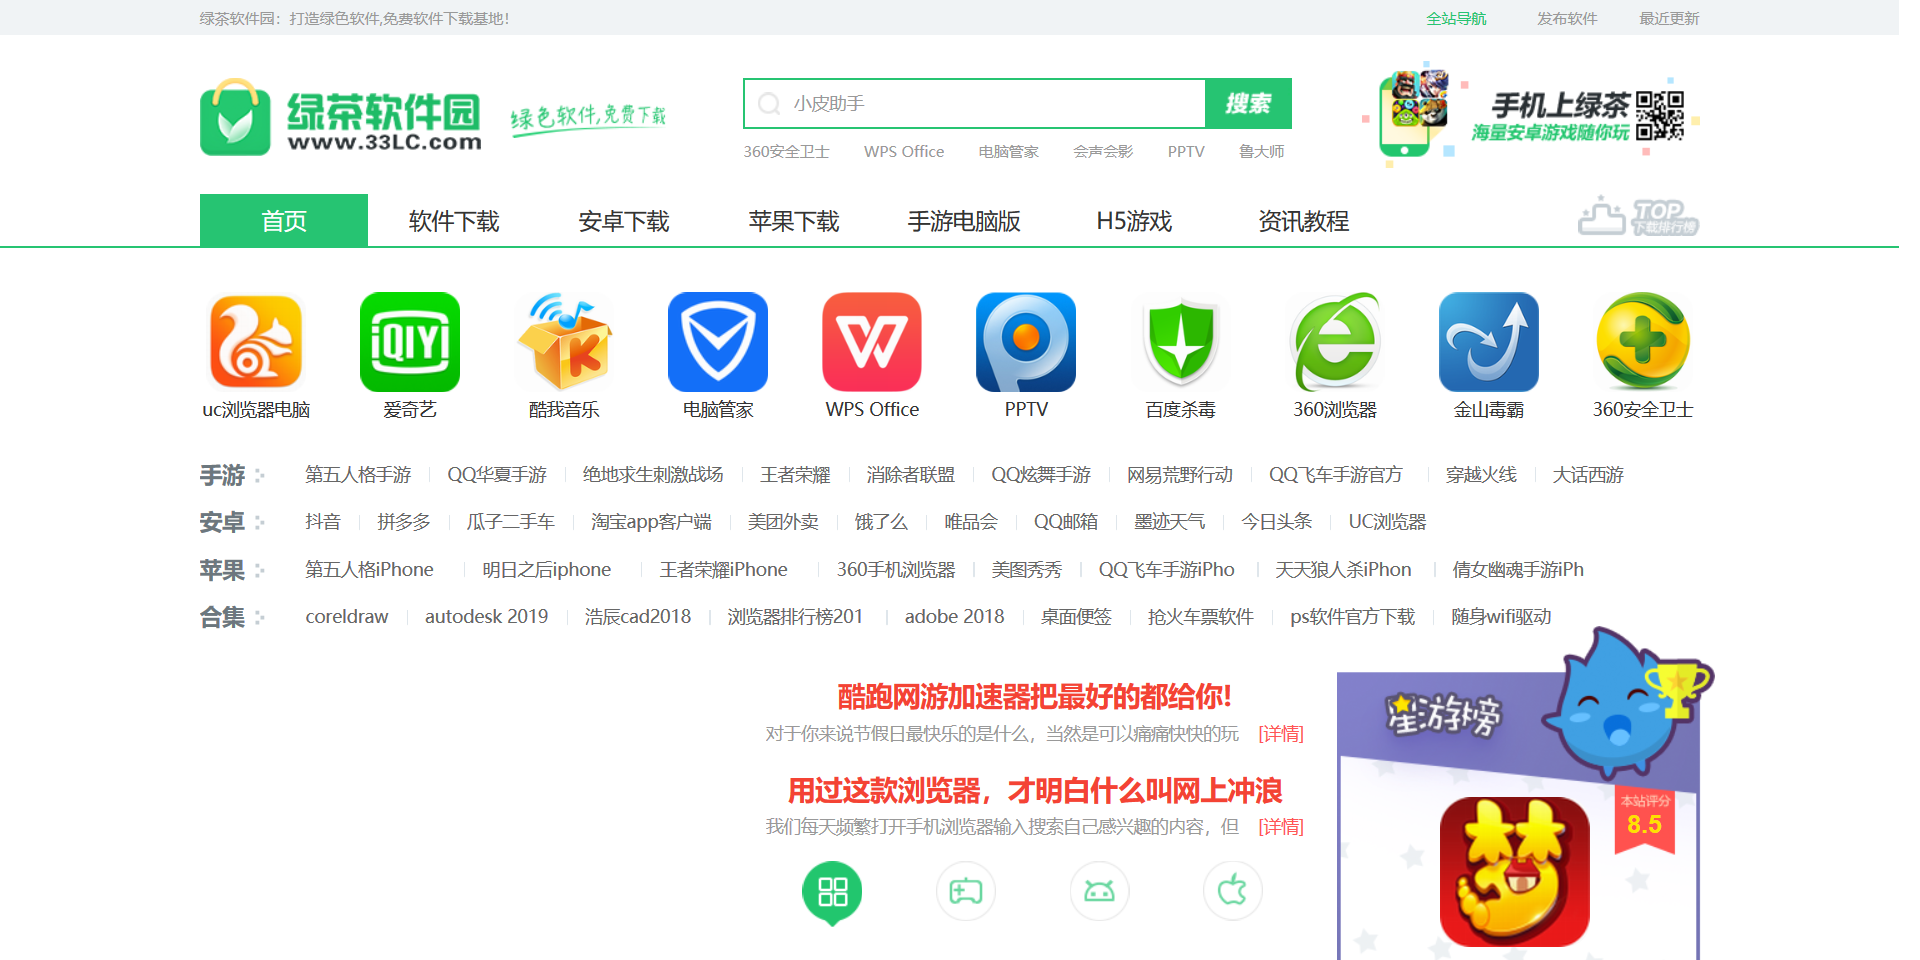 绿茶软件园：打造绿色软件,免费软件下载基地！
全站导航 发布软件 最近更新
绿茶软件园
www.33LC.com
绿色软件,免费下载
小皮助手
搜索
360安全卫士 WPS Office 电脑管家 会声会影 PPTV 鲁大师
手机上绿茶
海量安卓游戏随你玩
首页 软件下载 安卓下载 苹果下载 手游电脑版 H5游戏 资讯教程
TOP
下载排行榜
iQIYI
uc浏览器电脑 爱奇艺 酷我音乐 电脑管家 WPS Office PPTV 百度杀毒 360浏览器 金山毒霸 360安全卫士
手游 第五人格手游 QQ华夏手游 绝地求生刺激战场 王者荣耀 消除者联盟 QQ炫舞手游 网易荒野行动 QQ飞车手游官方 穿越火线 大话西游
安卓 抖音 拼多多 瓜子二手车 淘宝app客户端 美团外卖 饿了么 唯品会 QQ邮箱 墨迹天气 今日头条 UC浏览器
苹果 第五人格iPhone 明日之后iphone 王者荣耀iPhone 360手机浏览器 美图秀秀 QQ飞车手游iPho 天天狼人杀iPhon 倩女幽魂手游iPh
合集 coreldraw autodesk 2019 浩辰cad2018 浏览器排行榜201 adobe 2018 桌面便签 抢火车票软件 ps软件官方下载 随身wifi驱动
酷跑网游加速器把最好的都给你!
对于你来说节假日最快乐的是什么，当然是可以痛痛快快的玩 [详情]
用过这款浏览器，才明白什么叫网上冲浪
我们每天频繁打开手机浏览器输入搜索自己感兴趣的内容，但 [详情]
星游榜
本站评分
8.5
梦